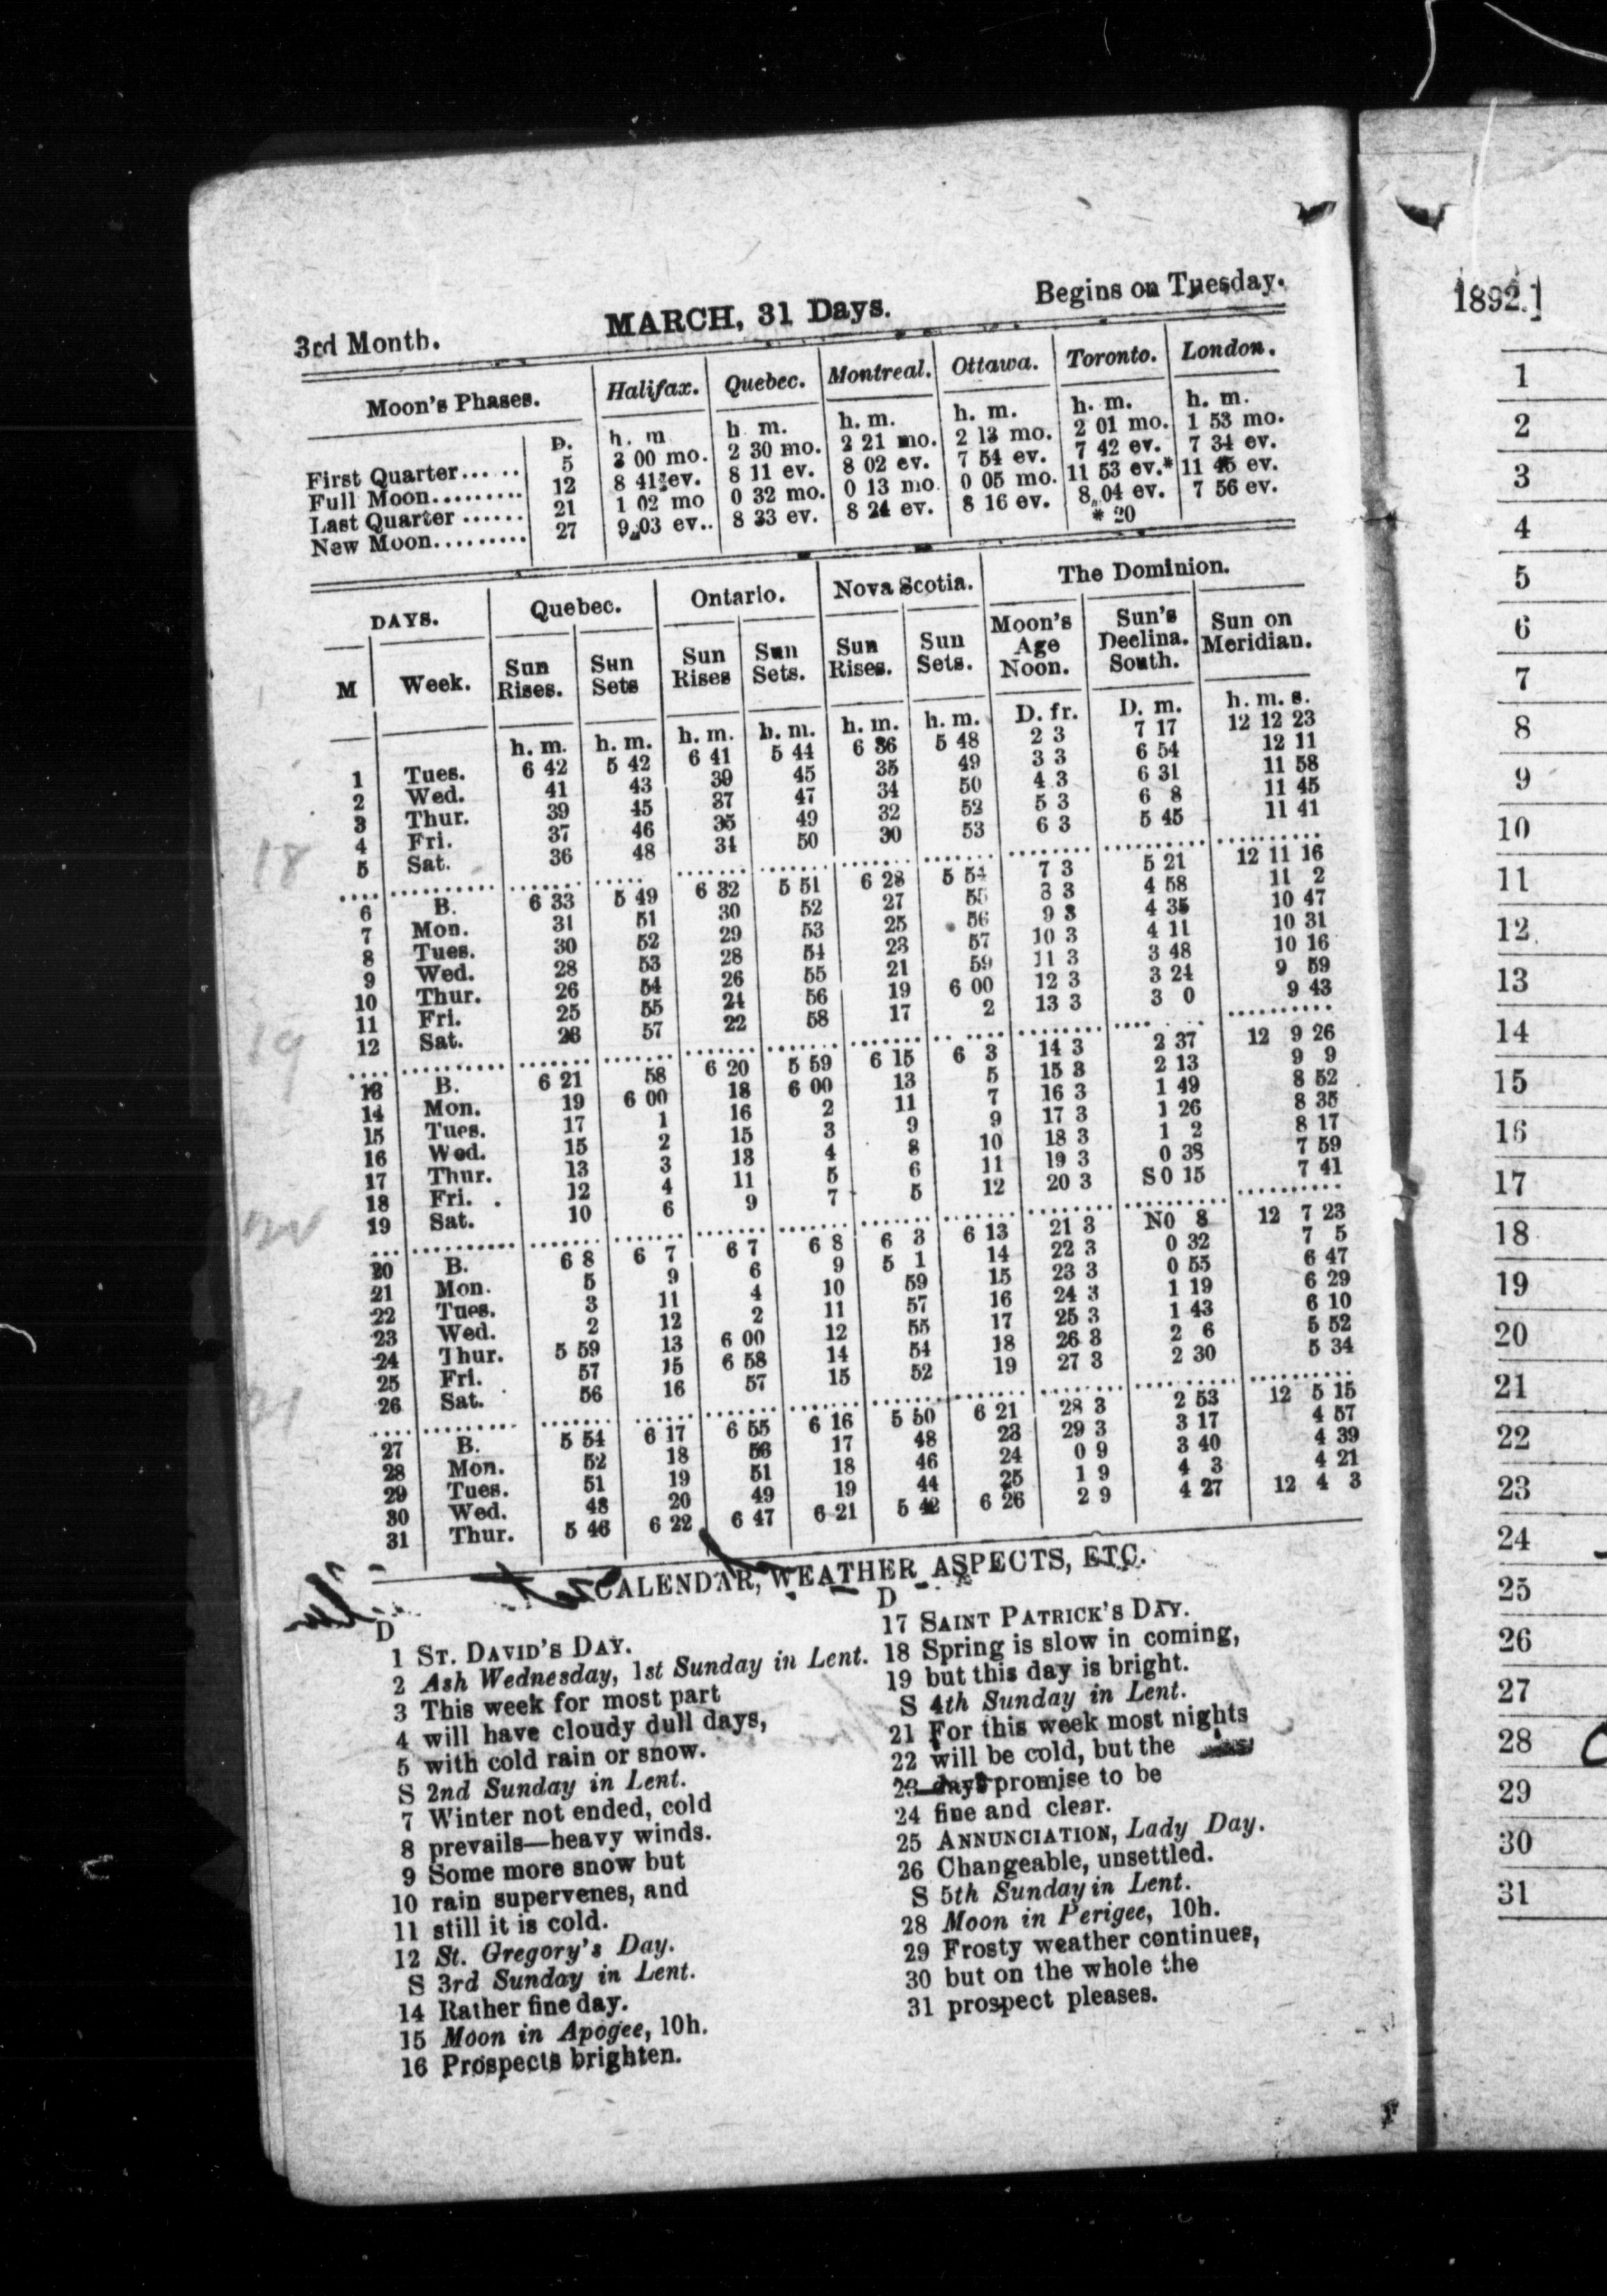 3rd Month. MARCH, 31 Days. Begins on Tuesday.
Moon's Phases. Halifax. Quebec. Montreal. Ottawa. Toronto. London.
D. h. m h m. h. m. h. m. h. m. h. m.
First Quarter...... 5 3 00 mo. 2 30 mo. 2 21 mo. 2 13 mo. 2 01 mo. 1 53 mo.
Full Moon......... 12 8 41 ev. 8 11 ev. 8 02 ev. 7 54 ev. 7 42 ev. 7 34 ev.
Last Quarter ...... 21 1 02 mo 0 32 mo. 0 13 mo. 0 05 mo. 11 53 ev.* 11 45 ev.
New Moon......... 27 9 03 ev.. 8 33 ev. 8 24 ev. 8 16 ev. 8 04 ev. 7 56 ev.
* 20
DAYS. Quebec. Ontario. Nova Scotia. The Dominion.
M Week. Sun Rises. Sun Sets Sun Rises Sun Sets. Sun Rises. Sun Sets. Moon's Age Noon. Sun's Declina. South. Sun on Meridian.
h. m. h. m. h. m. h. m. h. m. h. m. D. fr. D. m. h. m. s.
1 Tues. 6 42 5 42 6 41 5 44 6 36 5 48 2 3 7 17 12 12 23
2 Wed. 41 43 39 45 35 49 3 3 6 54 12 11
3 Thur. 39 45 37 47 34 50 4 3 6 31 11 58
4 Fri. 37 46 35 49 32 52 5 3 6 8 11 45
5 Sat. 36 48 34 50 30 53 6 3 5 45 11 41
6 B. 6 33 5 49 6 32 5 51 6 28 5 54 7 3 5 21 12 11 16
7 Mon. 31 51 30 52 27 55 8 3 4 58 11 2
8 Tues. 30 52 29 53 25 56 9 3 4 35 10 47
9 Wed. 28 53 28 54 23 57 10 3 4 11 10 31
10 Thur. 26 54 26 55 21 59 11 3 3 48 10 16
11 Fri. 25 55 24 56 19 6 00 12 3 3 24 9 59
12 Sat. 23 57 22 58 17 2 13 3 3 0 9 43
13 B. 6 21 58 6 20 5 59 6 15 6 3 14 3 2 37 12 9 26
14 Mon. 19 6 00 18 6 00 13 5 15 3 2 13 9 9
15 Tues. 17 1 16 2 11 7 16 3 1 49 8 52
16 Wed. 15 2 15 3 9 9 17 3 1 26 8 35
17 Thur. 13 3 13 4 8 10 18 3 1 2 8 17
18 Fri. 12 4 11 5 6 11 19 3 0 38 7 59
19 Sat. 10 6 9 7 5 12 20 3 S 0 15 7 41
20 B. 6 8 6 7 6 7 6 8 6 3 6 13 21 3 N0 8 12 7 23
21 Mon. 5 9 6 9 5 1 14 22 3 0 32 7 5
22 Tues. 3 11 4 10 59 15 23 3 0 55 6 47
23 Wed. 2 12 2 11 57 16 24 3 1 19 6 29
24 Thur. 5 59 13 6 00 12 55 17 25 3 1 43 6 10
25 Fri. 57 15 6 58 14 54 18 26 3 2 6 5 52
26 Sat. 56 16 57 15 52 19 27 3 2 30 5 34
27 B. 5 54 6 17 6 55 6 16 5 50 6 21 28 3 2 53 12 5 15
28 Mon. 52 18 56 17 48 23 29 3 3 17 4 57
29 Tues. 51 19 51 18 46 24 0 9 3 40 4 39
30 Wed. 48 20 49 19 44 25 1 9 4 3 4 21
31 Thur. 5 46 6 22 6 47 6 21 5 42 6 26 2 9 4 27 12 4 3
18
19
20
21
CALENDAR, WEATHER ASPECTS, ETC.
D
1 ST. DAVID'S DAY.
2 Ash Wednesday, 1st Sunday in Lent.
3 This week for most part
4 will have cloudy dull days,
5 with cold rain or snow.
S 2nd Sunday in Lent.
7 Winter not ended, cold
8 prevails—heavy winds.
9 Some more snow but
10 rain supervenes, and
11 still it is cold.
12 St. Gregory's Day.
S 3rd Sunday in Lent.
14 Rather fine day.
15 Moon in Apogee, 10h.
16 Prospects brighten.
D
17 SAINT PATRICK'S DAY.
18 Spring is slow in coming,
19 but this day is bright.
S 4th Sunday in Lent.
21 For this week most nights
22 will be cold, but the
23 days promise to be
24 fine and clear.
25 ANNUNCIATION, Lady Day.
26 Changeable, unsettled.
S 5th Sunday in Lent.
28 Moon in Perigee, 10h.
29 Frosty weather continues,
30 but on the whole the
31 prospect pleases.
1892.]
1
2
3
4
5
6
7
8
9
10
11
12
13
14
15
16
17
18
19
20
21
22
23
24
25
26
27
28
29
30
31